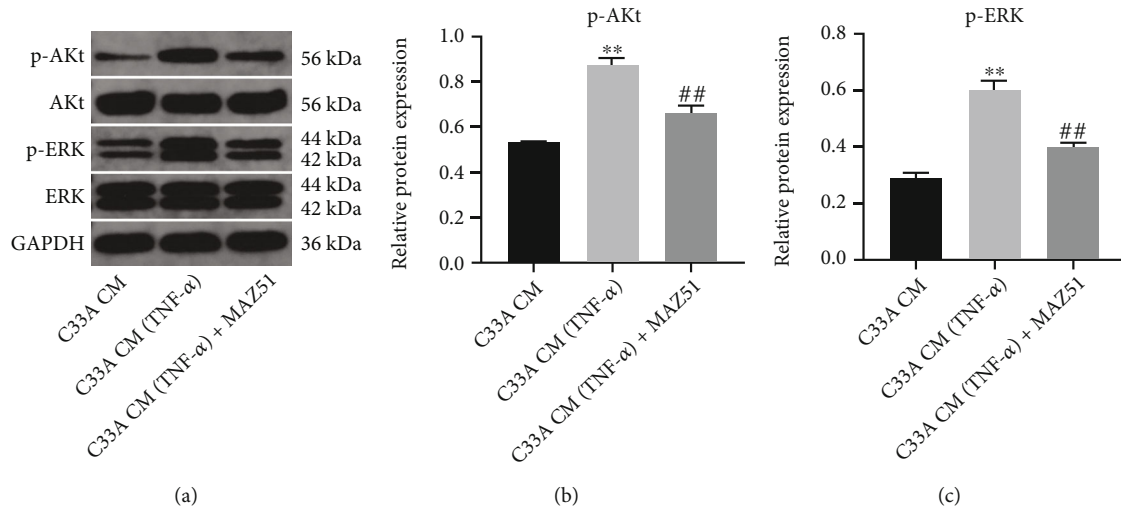 p-AKt
56 kDa
AKt
56 kDa
p-ERK
44 kDa
42 kDa
ERK
44 kDa
42 kDa
GAPDH
36 kDa
C33A CM
C33A CM (TNF-α)
C33A CM (TNF-α) + MAZ51
(a)
p-AKt
Relative protein expression
1.0
0.8
0.6
0.4
0.2
0.0
**
##
C33A CM
C33A CM (TNF-α)
C33A CM (TNF-α) + MAZ51
(b)
p-ERK
Relative protein expression
0.8
0.6
0.4
0.2
0.0
**
##
C33A CM
C33A CM (TNF-α)
C33A CM (TNF-α) + MAZ51
(c)